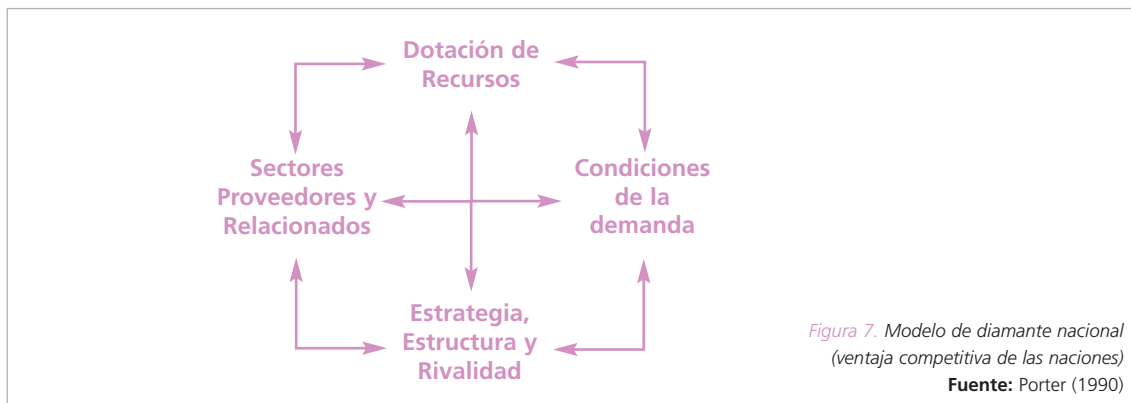 Dotación de
Recursos
Sectores
Proveedores y
Relacionados
Condiciones
de la
demanda
Estrategia,
Estructura y
Rivalidad
Figura 7. Modelo de diamante nacional
(ventaja competitiva de las naciones)
Fuente: Porter (1990)